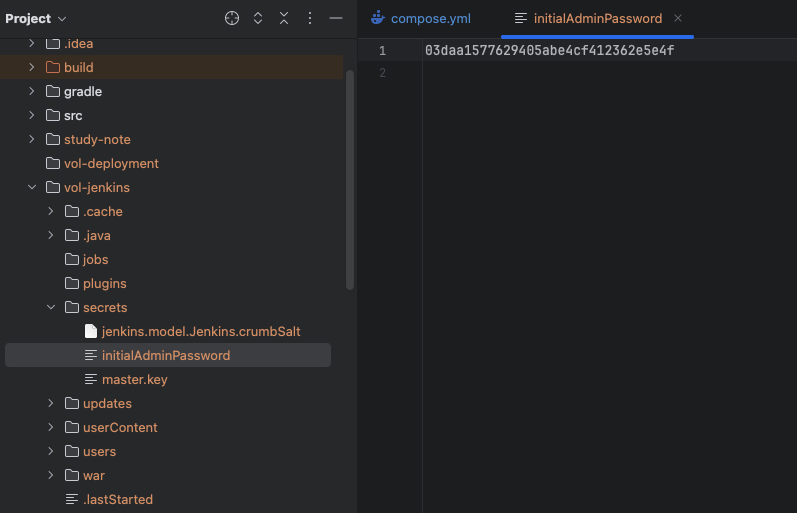 Project
compose.yml
initialAdminPassword
.idea
build
gradle
src
study-note
vol-deployment
vol-jenkins
.cache
.java
jobs
plugins
secrets
jenkins.model.Jenkins.crumbSalt
initialAdminPassword
master.key
updates
userContent
users
war
.lastStarted
1 03daa1577629405abe4cf412362e5e4f
2